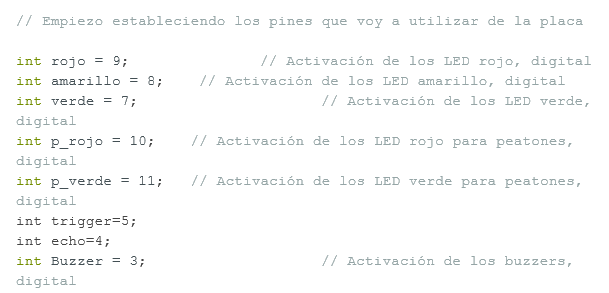 // Empiezo estableciendo los pines que voy a utilizar de la placa
int rojo = 9; // Activación de los LED rojo, digital
int amarillo = 8; // Activación de los LED amarillo, digital
int verde = 7; // Activación de los LED verde,
digital
int p_rojo = 10; // Activación de los LED rojo para peatones,
digital
int p_verde = 11; // Activación de los LED verde para peatones,
digital
int trigger=5;
int echo=4;
int Buzzer = 3; // Activación de los buzzers,
digital